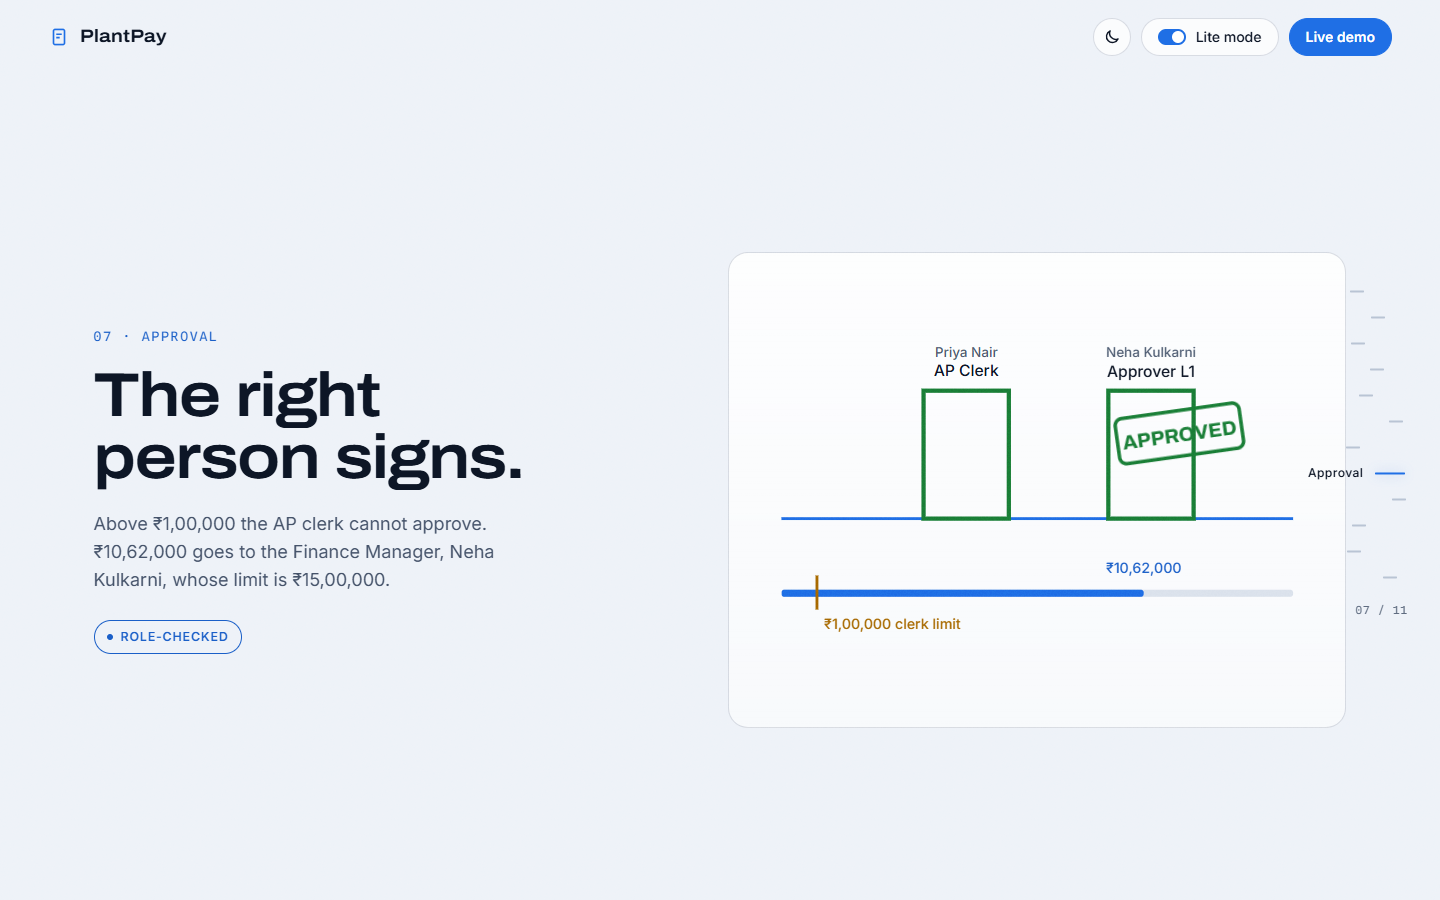 PlantPay
Lite mode
Live demo
07 · APPROVAL
The right
person signs.
Above ₹1,00,000 the AP clerk cannot approve.
₹10,62,000 goes to the Finance Manager, Neha
Kulkarni, whose limit is ₹15,00,000.
ROLE-CHECKED
Priya Nair
AP Clerk
Neha Kulkarni
Approver L1
APPROVED
₹10,62,000
₹1,00,000 clerk limit
Approval
07 / 11